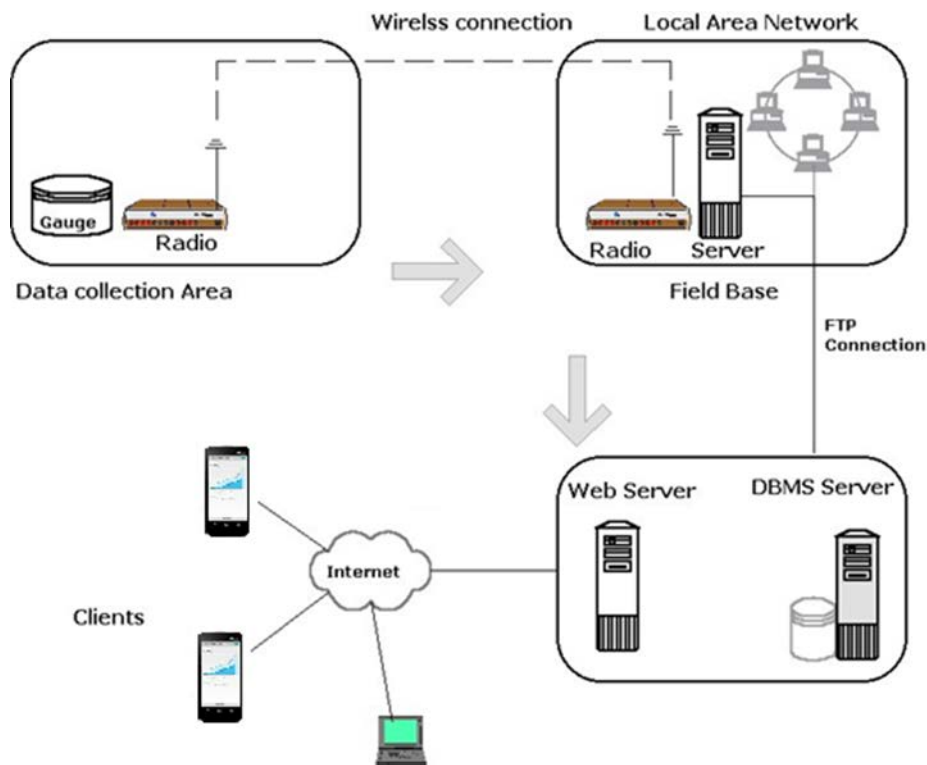 Wirelss connection
Local Area Network
Gauge
Radio
Radio
Server
Data collection Area
Field Base
FTP
Connection
Web Server
DBMS Server
Internet
Clients